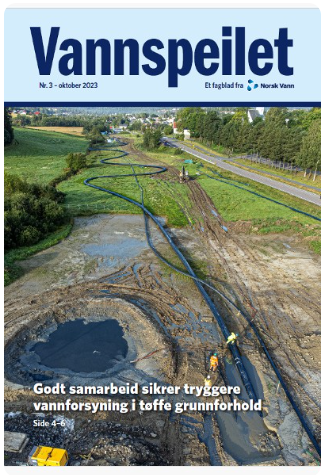 Vannspeilet
Nr. 3 – oktober 2023
Et fagblad fra Norsk Vann
Godt samarbeid sikrer tryggere
vannforsyning i tøffe grunnforhold
Side 4–6